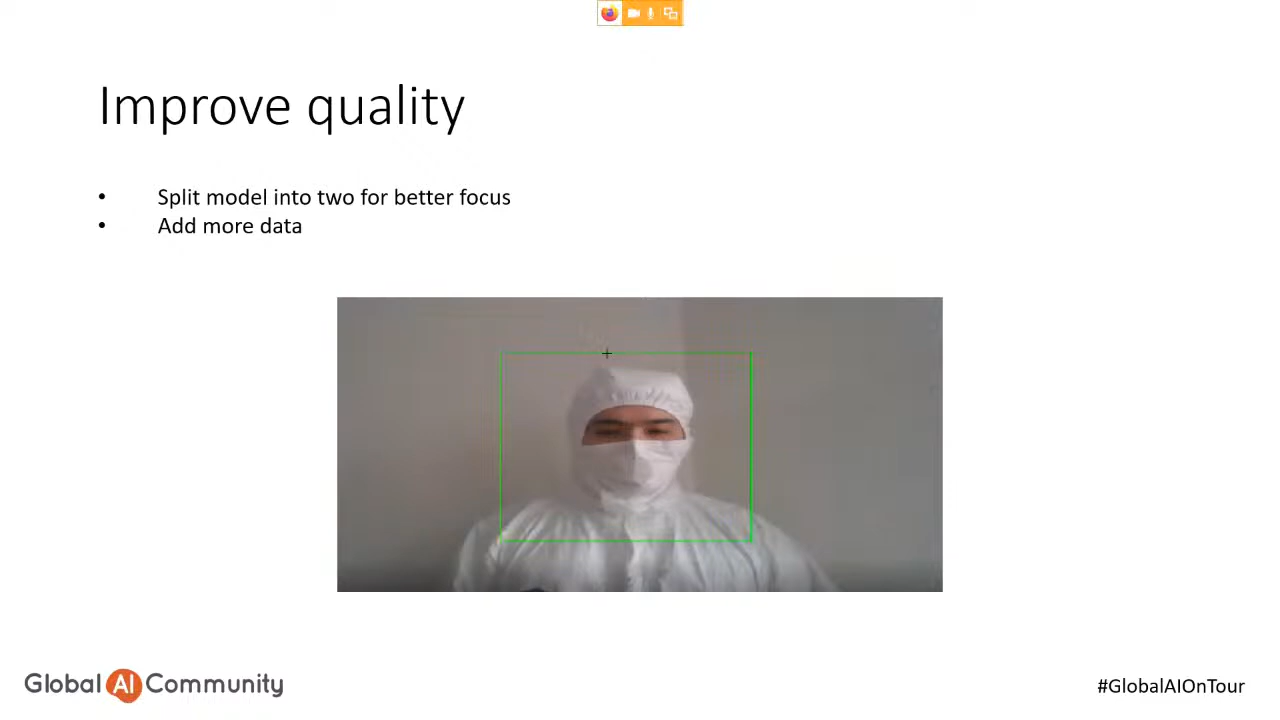 Improve quality
• Split model into two for better focus
• Add more data
Global AI Community
#GlobalAIOnTour